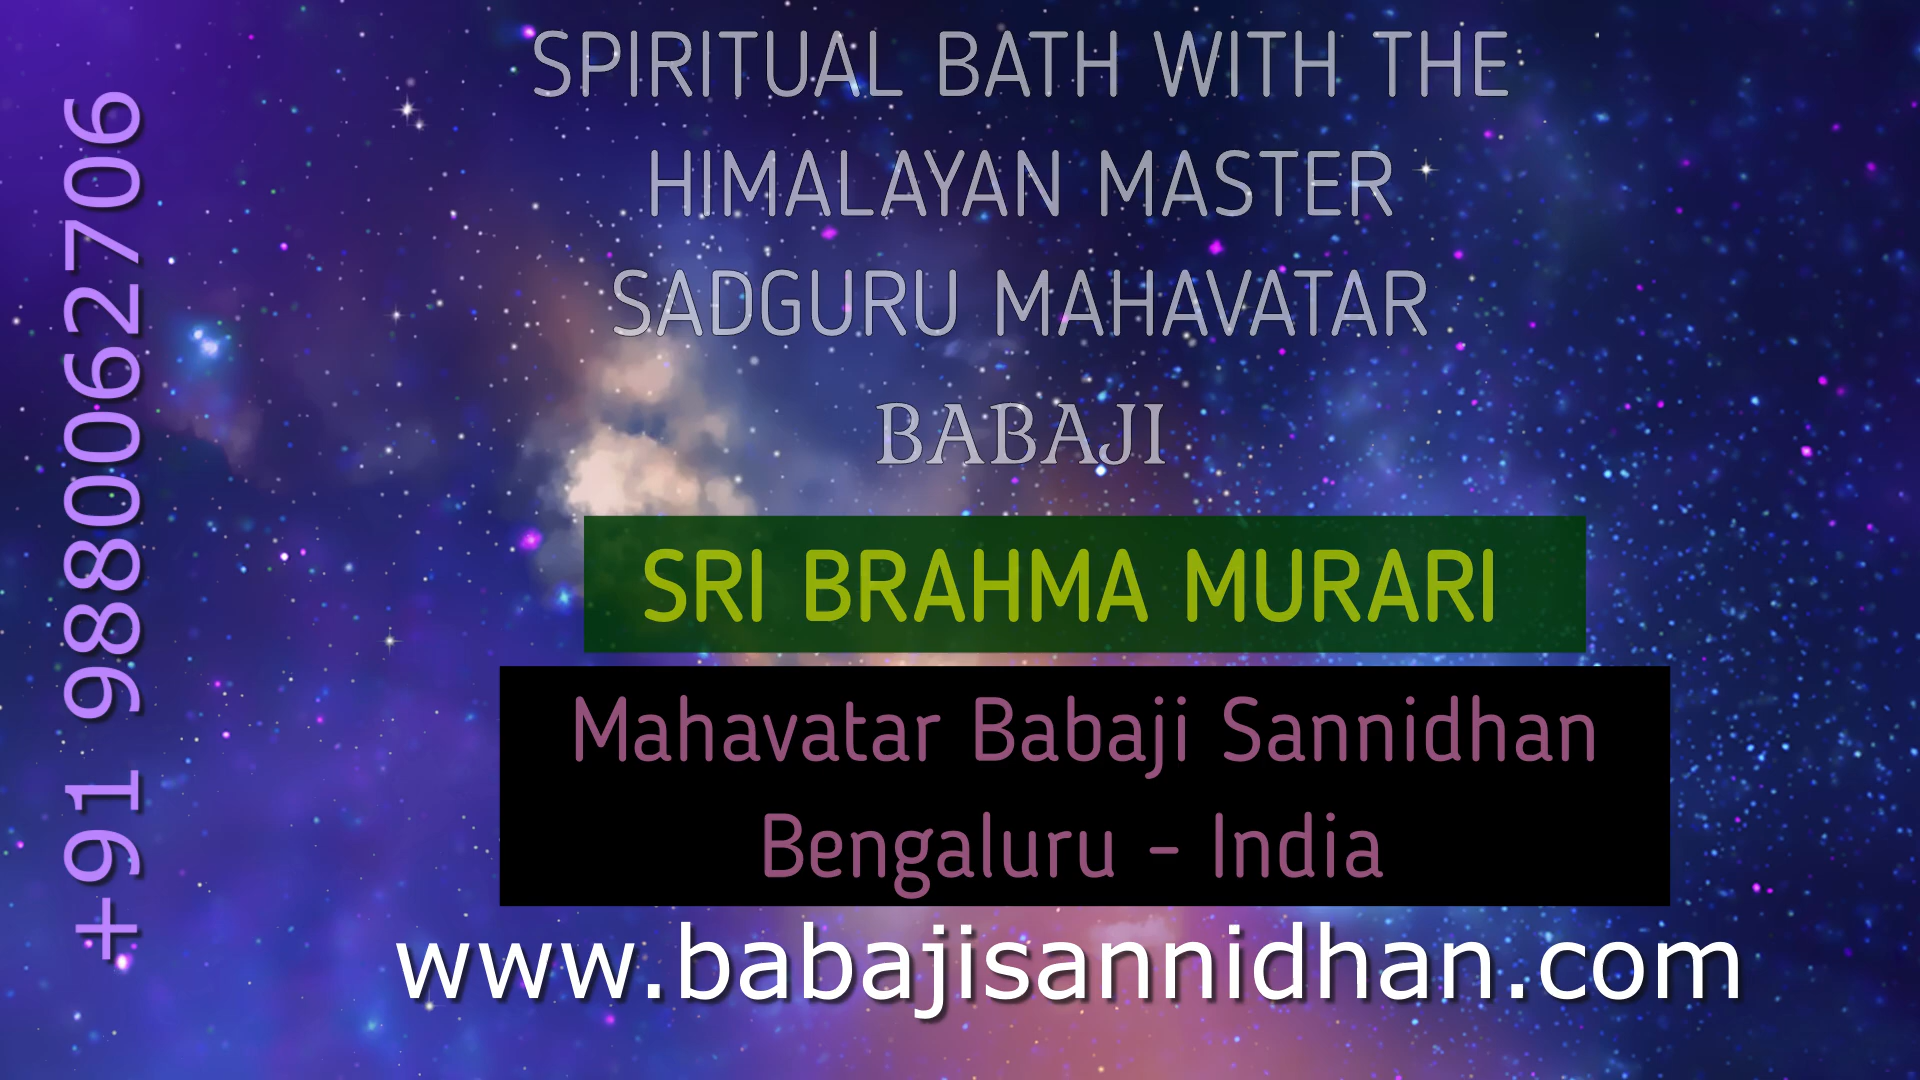 SPIRITUAL BATH WITH THE
HIMALAYAN MASTER
SADGURU MAHAVATAR
BABAJI
SRI BRAHMA MURARI
Mahavatar Babaji Sannidhan
Bengaluru - India
www.babajisannidhan.com
+91 9880062706